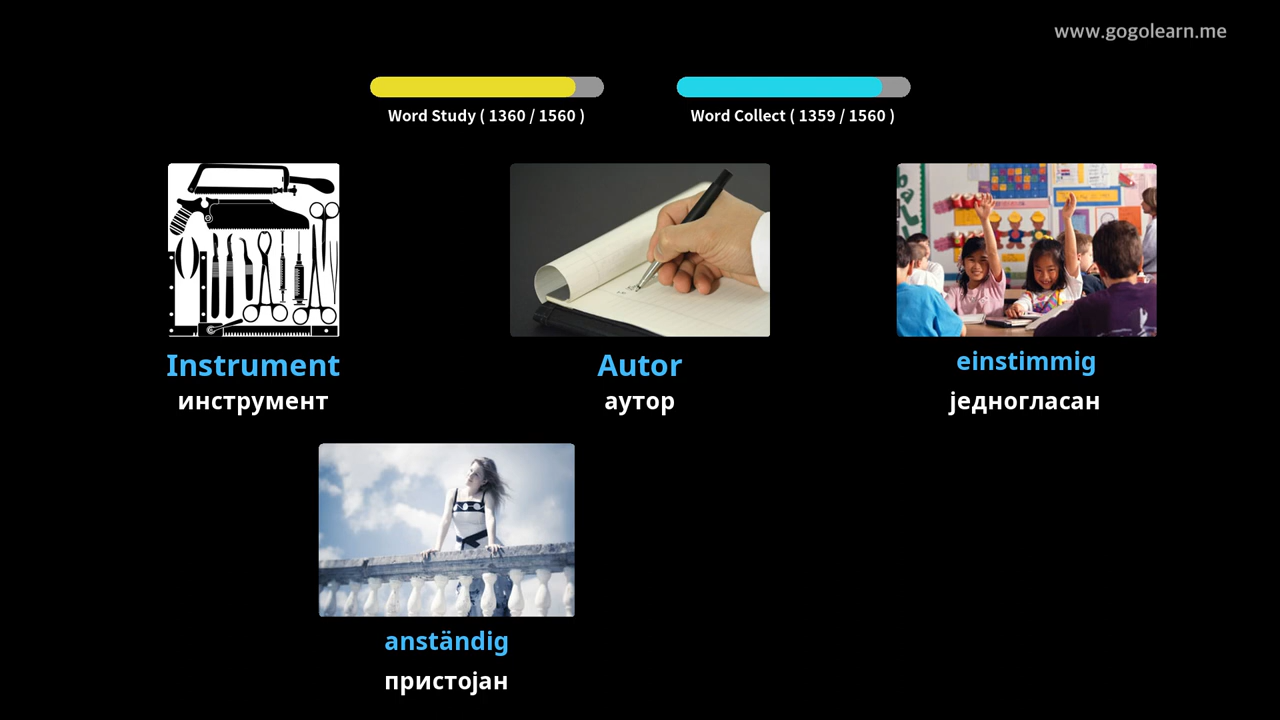 www.gogolearn.me
Word Study ( 1360 / 1560 )
Word Collect ( 1359 / 1560 )
Instrument
инструмент
Autor
аутор
einstimmig
једногласан
anständig
пристојан